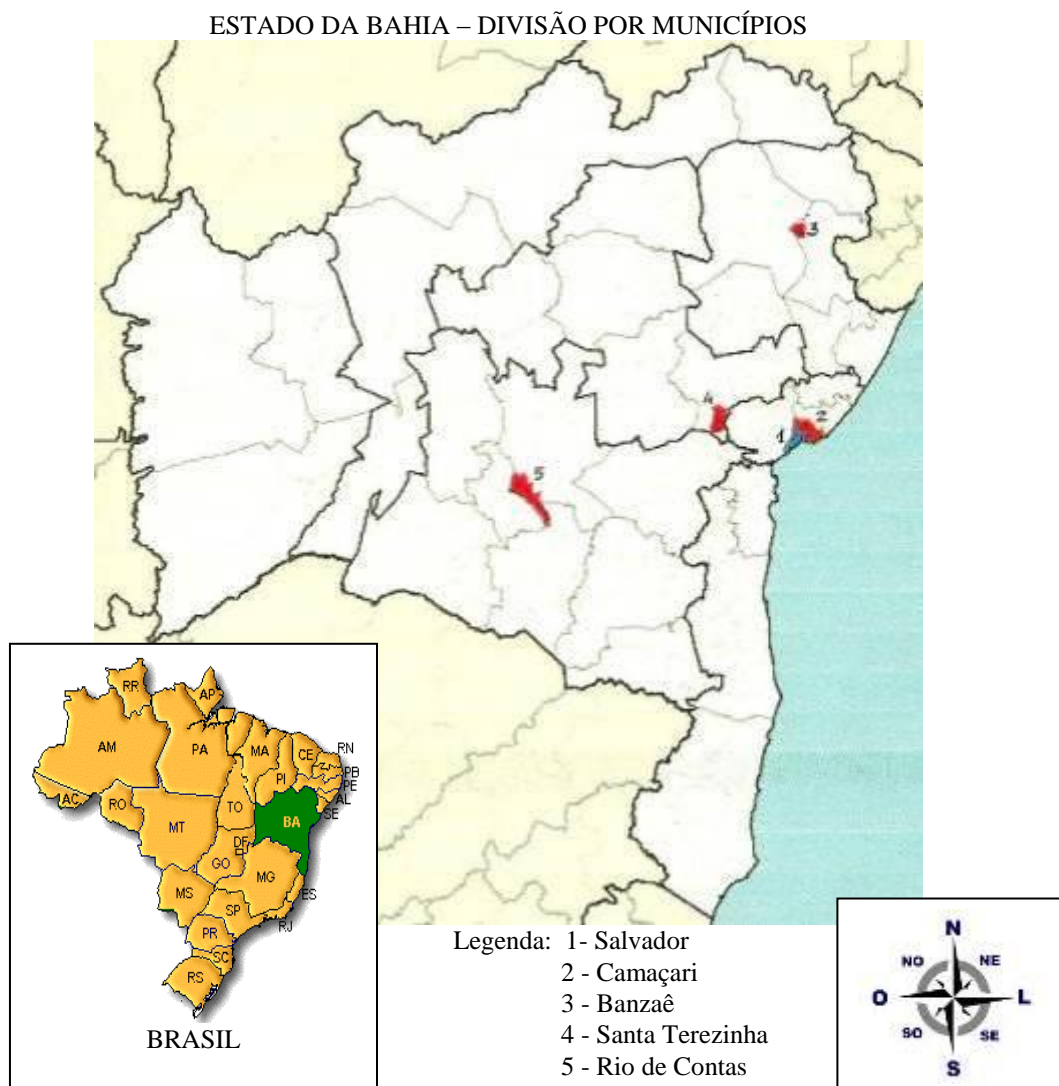 ESTADO DA BAHIA – DIVISÃO POR MUNICÍPIOS
3
4
2
1
5
RR
AP
AM
PA
MA
CE
RN
PB
PE
AL
SE
PI
AC
RO
TO
BA
MT
DF
GO
MG
ES
MS
SP
RJ
PR
SC
RS
BRASIL
Legenda: 1- Salvador
2 - Camaçari
3 - Banzaê
4 - Santa Terezinha
5 - Rio de Contas
N
NO
NE
O
L
SO
SE
S